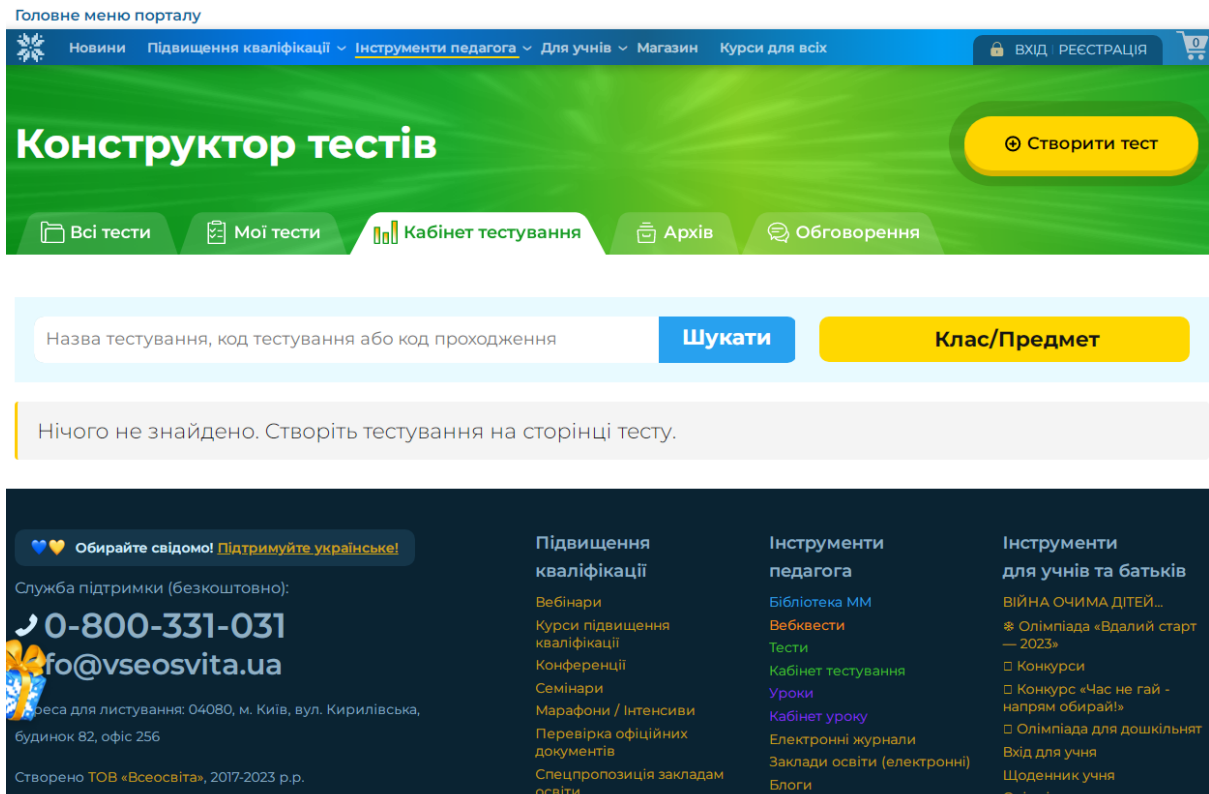 Головне меню порталу
Новини Підвищення кваліфікації Інструменти педагога Для учнів Магазин Курси для всіх ВХІД | РЕЄСТРАЦІЯ 0
Конструктор тестів
Створити тест
Всі тести Мої тести Кабінет тестування Архів Обговорення
Назва тестування, код тестування або код проходження Шукати Клас/Предмет
Нічого не знайдено. Створіть тестування на сторінці тесту.
Обирайте свідомо! Підтримуйте українське!
Служба підтримки (безкоштовно):
0-800-331-031
fo@vseosvita.ua
реса для листування: 04080, м. Київ, вул. Кирилівська,
будинок 82, офіс 256
Створено ТОВ «Всеосвіта», 2017-2023 р.р.
Підвищення
кваліфікації
Вебінари
Курси підвищення
кваліфікації
Конференції
Семінари
Марафони / Інтенсиви
Перевірка офіційних
документів
Спецпропозиція закладам
освіти
Інструменти
педагога
Бібліотека ММ
Вебквести
Тести
Кабінет тестування
Уроки
Кабінет уроку
Електронні журнали
Заклади освіти (електронні)
Блоги
Інструменти
для учнів та батьків
ВІЙНА ОЧИМА ДІТЕЙ...
❄ Олімпіада «Вдалий старт
— 2023»
Конкурси
Конкурс «Час не гай -
напрям обирай!»
Олімпіада для дошкільнят
Вхід для учня
Щоденник учня